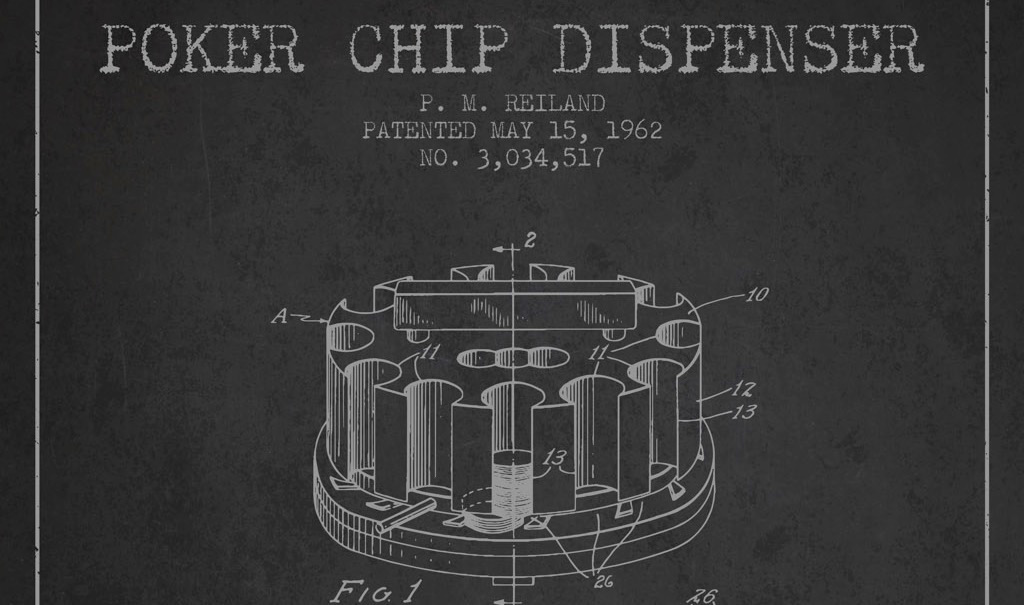 POKER CHIP DISPENSER
P. M. REILAND
PATENTED MAY 15, 1962
NO. 3,034,517
2
10
A
11
11
12
13
13
26
Fig. 1
26